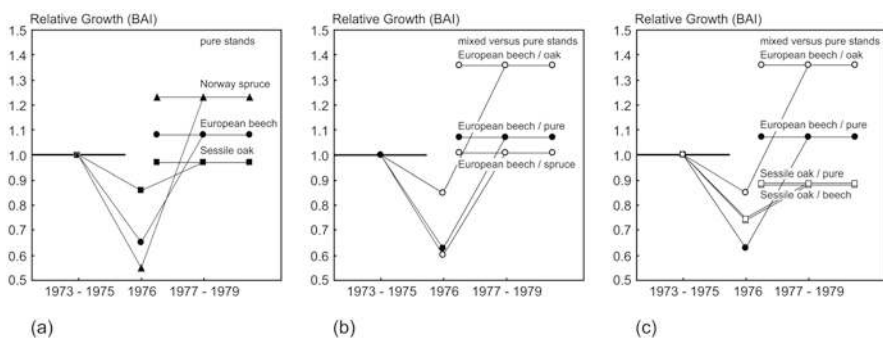 Relative Growth (BAI)
1.5
1.4
1.3
1.2
1.1
1.0
0.9
0.8
0.7
0.6
0.5
pure stands
Norway spruce
European beech
Sessile oak
1973 - 1975
1976
1977 - 1979
(a)
Relative Growth (BAI)
1.5
1.4
1.3
1.2
1.1
1.0
0.9
0.8
0.7
0.6
0.5
mixed versus pure stands
European beech / oak
European beech / pure
European beech / spruce
1973 - 1975
1976
1977 - 1979
(b)
Relative Growth (BAI)
1.5
1.4
1.3
1.2
1.1
1.0
0.9
0.8
0.7
0.6
0.5
mixed versus pure stands
European beech / oak
European beech / pure
Sessile oak / pure
Sessile oak / beech
1973 - 1975
1976
1977 - 1979
(c)